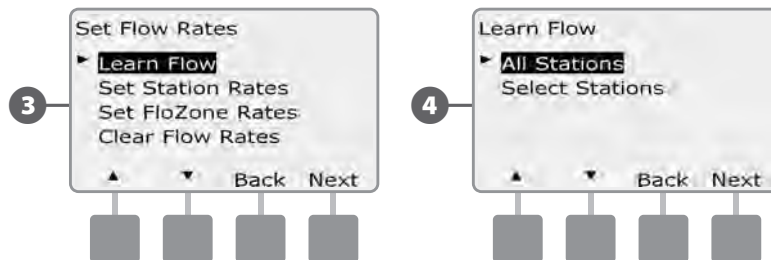 3
Set Flow Rates
Learn Flow
Set Station Rates
Set FloZone Rates
Clear Flow Rates
Back Next
4
Learn Flow
All Stations
Select Stations
Back Next